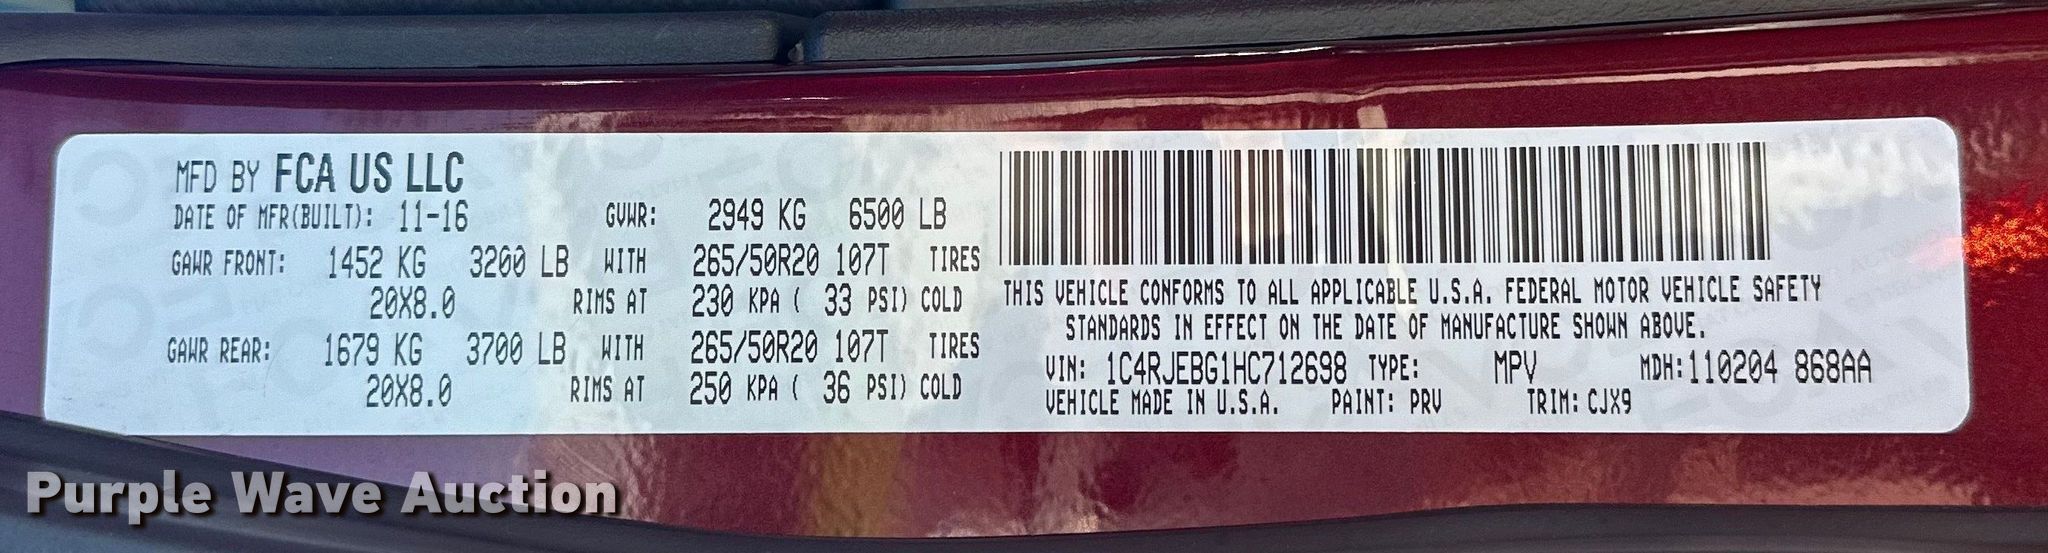 MFD BY FCA US LLC
DATE OF MFR(BUILT): 11-16 GVWR: 2949 KG 6500 LB
GAWR FRONT: 1452 KG 3200 LB WITH 265/50R20 107T TIRES
20X8.0 RIMS AT 230 KPA ( 33 PSI) COLD
GAWR REAR: 1679 KG 3700 LB WITH 265/50R20 107T TIRES
20X8.0 RIMS AT 250 KPA ( 36 PSI) COLD
THIS VEHICLE CONFORMS TO ALL APPLICABLE U.S.A. FEDERAL MOTOR VEHICLE SAFETY
STANDARDS IN EFFECT ON THE DATE OF MANUFACTURE SHOWN ABOVE.
VIN: 1C4RJEBG1HC712698 TYPE: MPV MDH:110204 868AA
VEHICLE MADE IN U.S.A. PAINT: PRV TRIM: CJX9
Purple Wave Auction